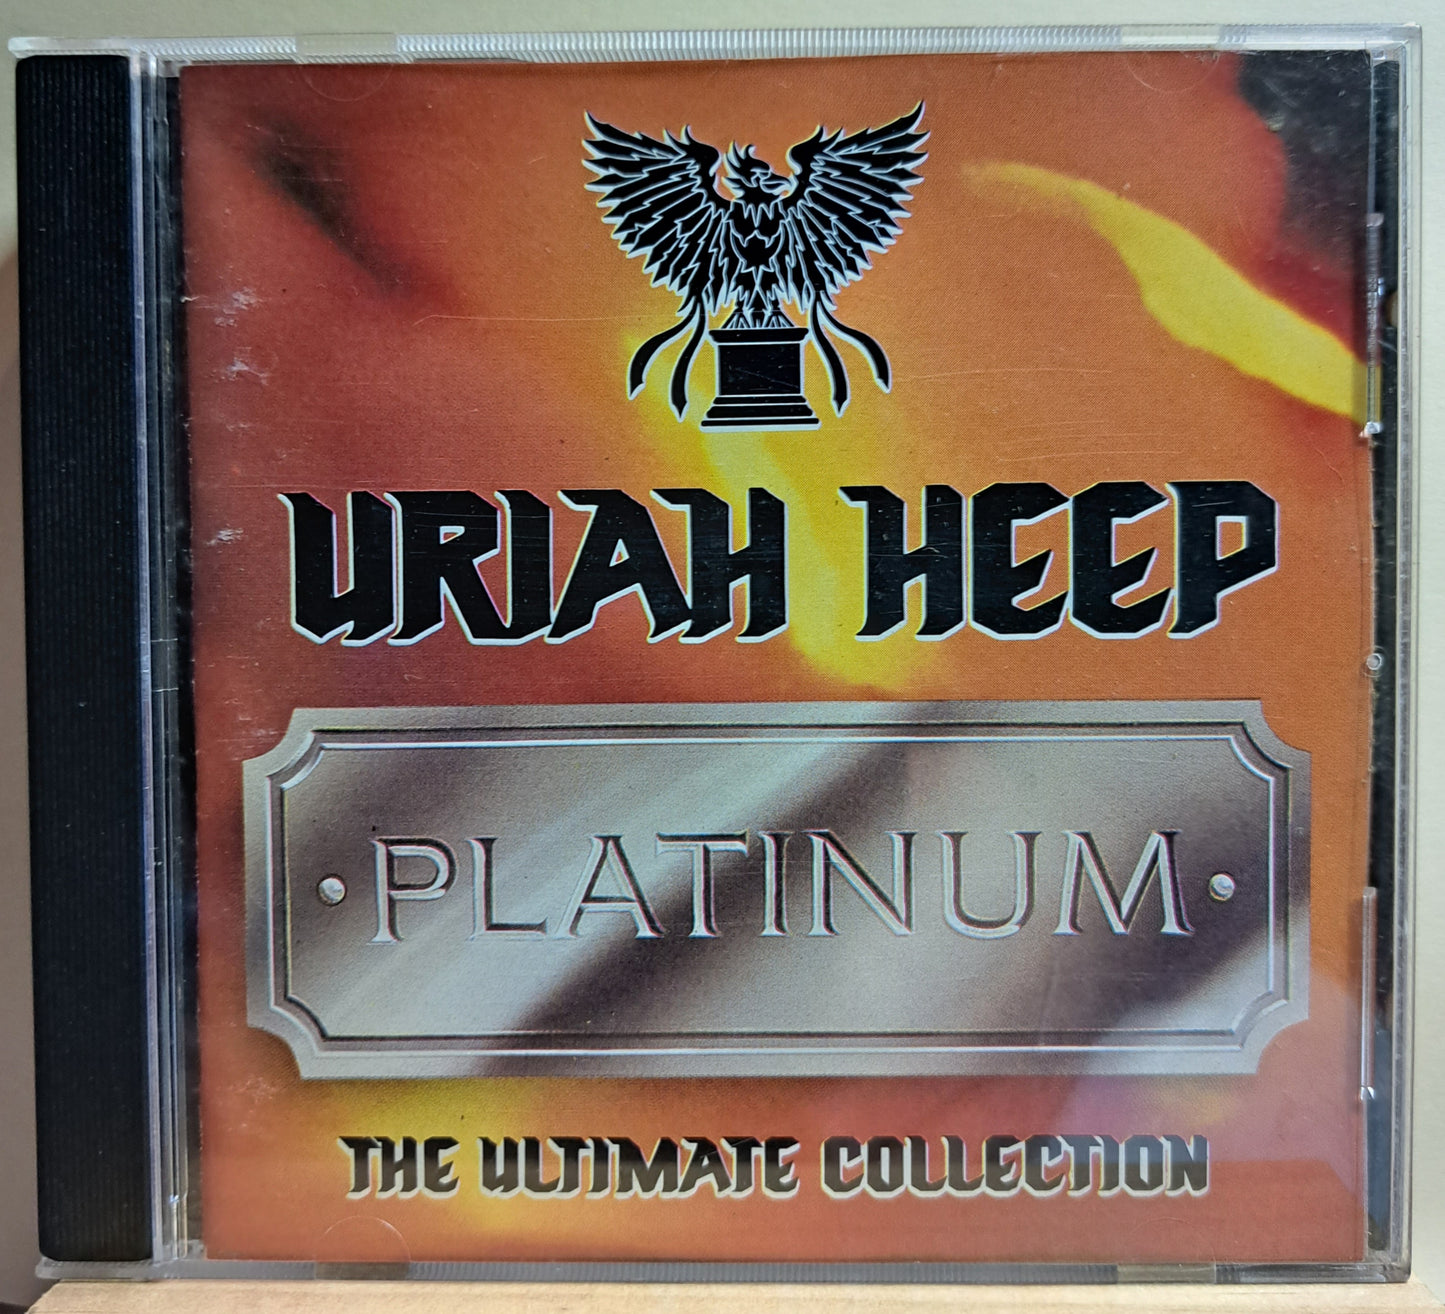 URIAH HEEP
PLATINUM
THE ULTIMATE COLLECTION